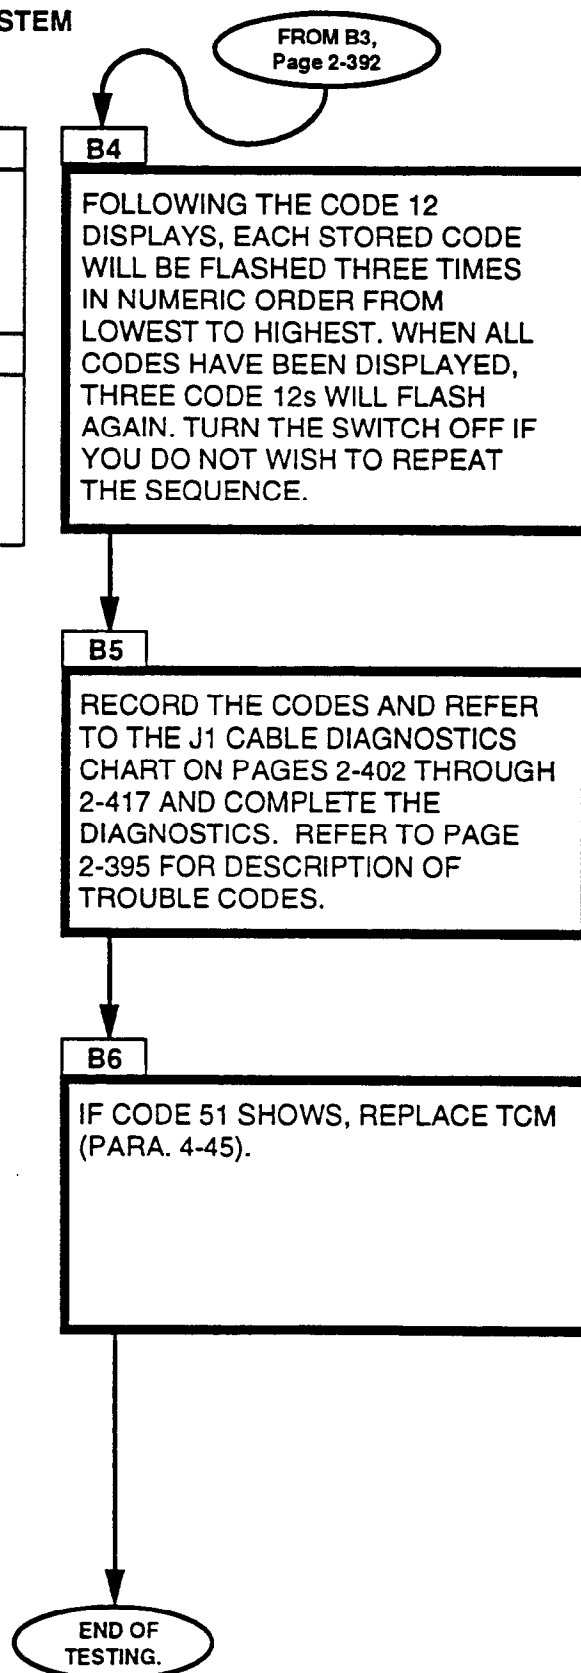 STEM
FROM B3,
Page 2-392
B4
FOLLOWING THE CODE 12
DISPLAYS, EACH STORED CODE
WILL BE FLASHED THREE TIMES
IN NUMERIC ORDER FROM
LOWEST TO HIGHEST. WHEN ALL
CODES HAVE BEEN DISPLAYED,
THREE CODE 12s WILL FLASH
AGAIN. TURN THE SWITCH OFF IF
YOU DO NOT WISH TO REPEAT
THE SEQUENCE.
B5
RECORD THE CODES AND REFER
TO THE J1 CABLE DIAGNOSTICS
CHART ON PAGES 2-402 THROUGH
2-417 AND COMPLETE THE
DIAGNOSTICS. REFER TO PAGE
2-395 FOR DESCRIPTION OF
TROUBLE CODES.
B6
IF CODE 51 SHOWS, REPLACE TCM
(PARA. 4-45).
END OF
TESTING.